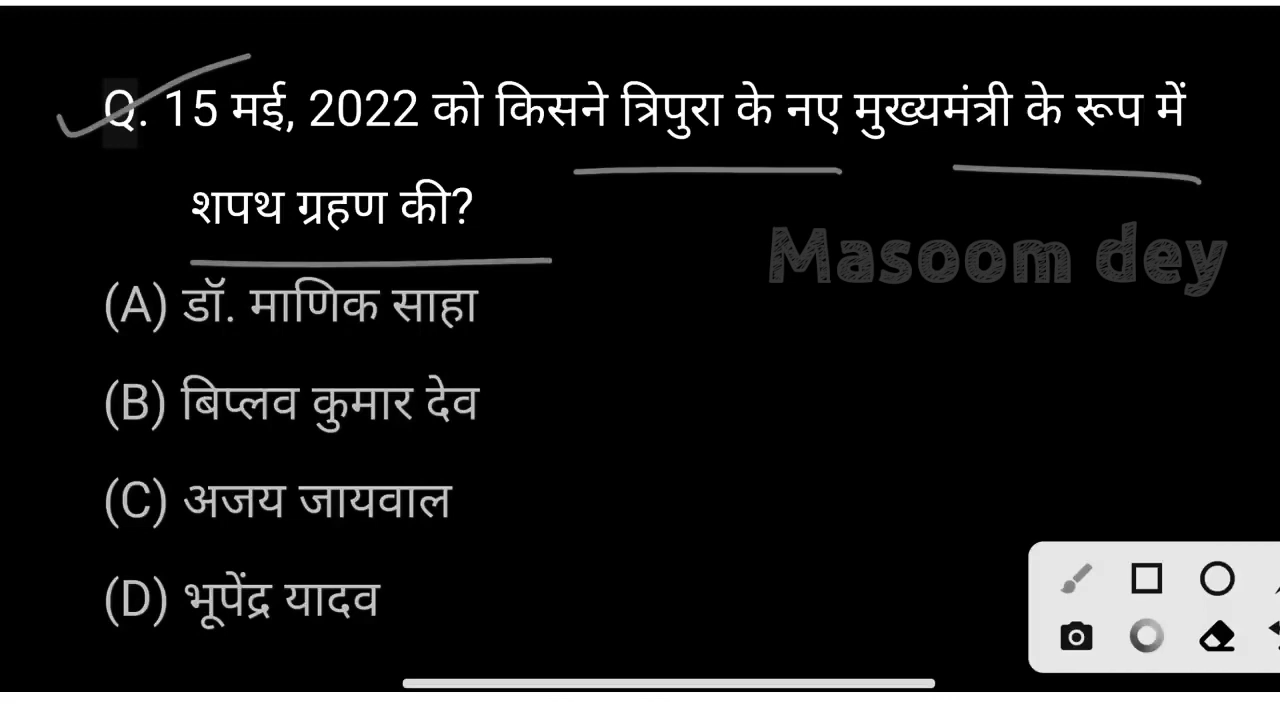 Q. 15 मई, 2022 को किसने त्रिपुरा के नए मुख्यमंत्री के रूप में
शपथ ग्रहण की?
Masoom dey
(A) डॉ. माणिक साहा
(B) बिप्लव कुमार देव
(C) अजय जायवाल
(D) भूपेंद्र यादव